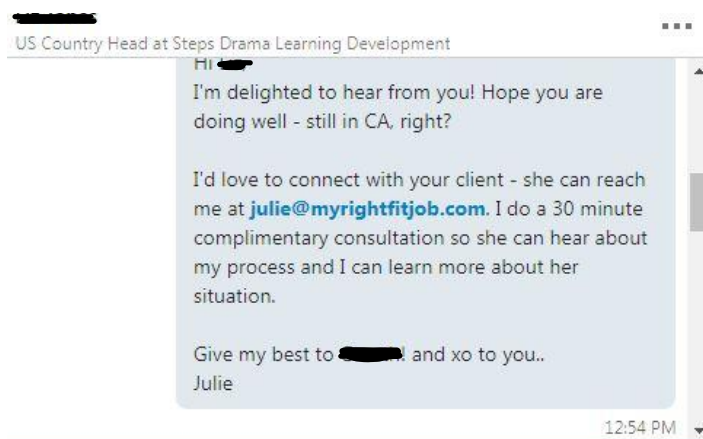 US Country Head at Steps Drama Learning Development
Hi
I'm delighted to hear from you! Hope you are
doing well - still in CA, right?
I'd love to connect with your client - she can reach
me at julie@myrightfitjob.com. I do a 30 minute
complimentary consultation so she can hear about
my process and I can learn more about her
situation.
Give my best to ! and xo to you..
Julie
12:54 PM